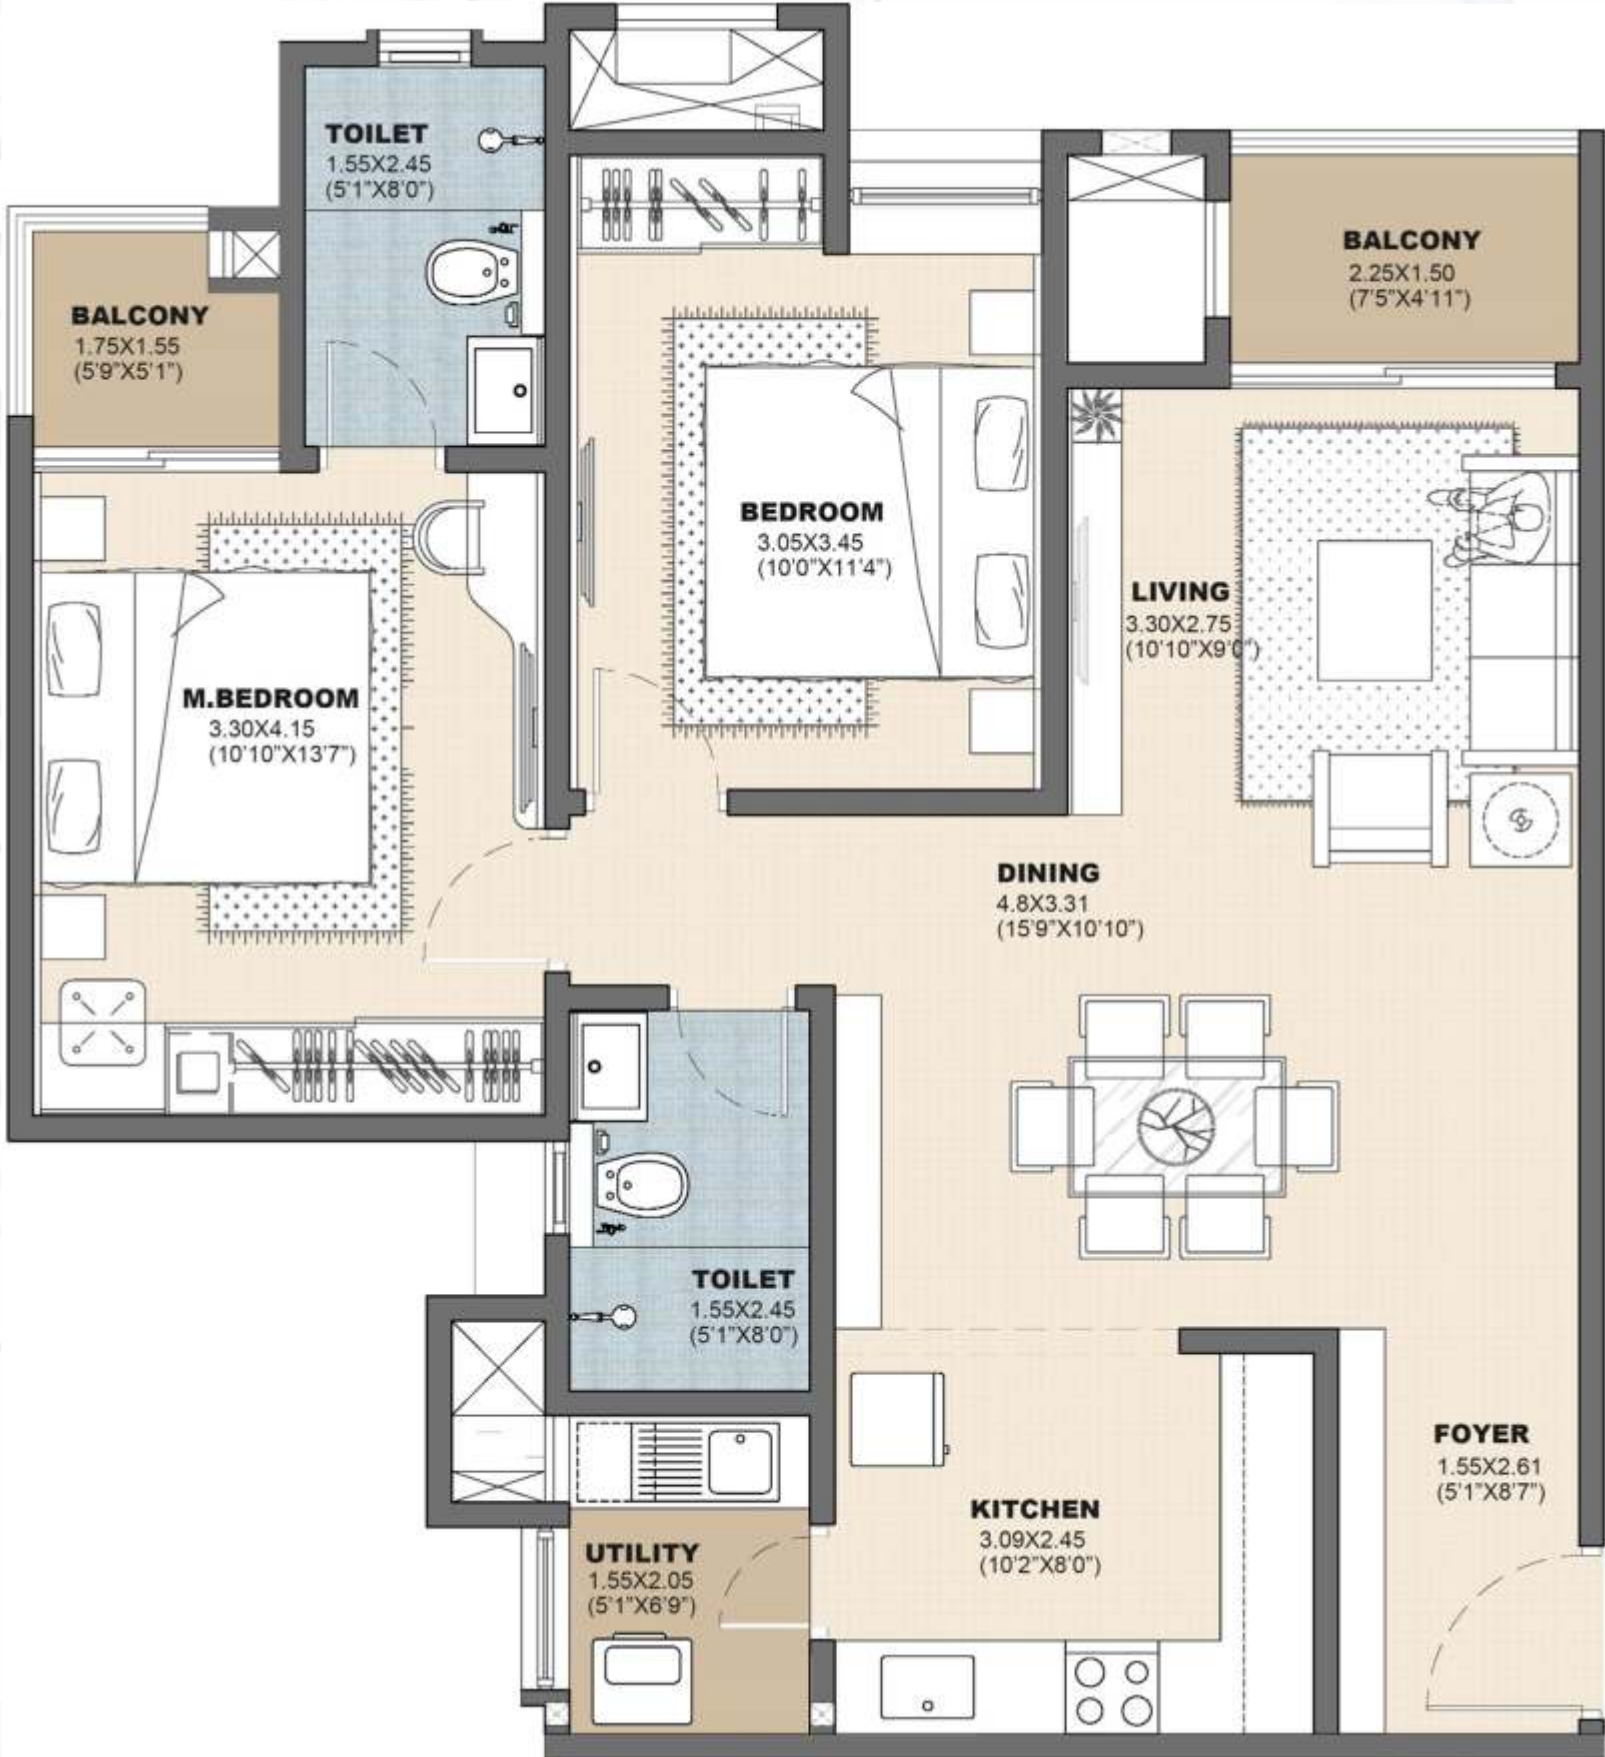 TOILET
1.55X2.45
(5'1"X8'0")
BALCONY
2.25X1.50
(7'5"X4'11")
BALCONY
1.75X1.55
(5'9"X5'1")
BEDROOM
3.05X3.45
(10'0"X11'4")
LIVING
3.30X2.75
(10'10"X9'0")
M.BEDROOM
3.30X4.15
(10'10"X13'7")
DINING
4.8X3.31
(15'9"X10'10")
TOILET
1.55X2.45
(5'1"X8'0")
FOYER
1.55X2.61
(5'1"X8'7")
KITCHEN
3.09X2.45
(10'2"X8'0")
UTILITY
1.55X2.05
(5'1"X6'9")